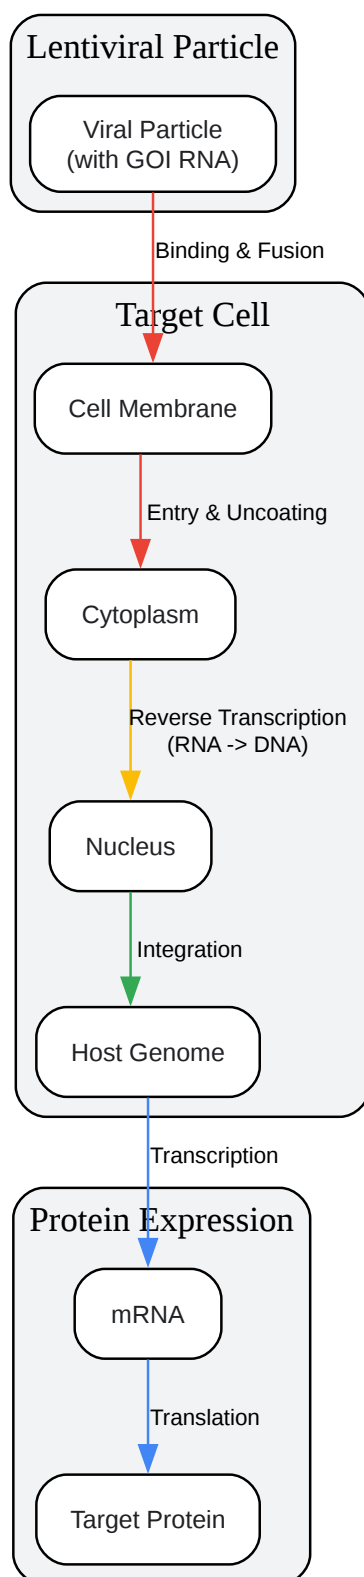 Lentiviral Particle
Viral Particle
(with GOI RNA)
Binding & Fusion
Target Cell
Cell Membrane
Entry & Uncoating
Cytoplasm
Reverse Transcription
(RNA -> DNA)
Nucleus
Integration
Host Genome
Transcription
Protein Expression
mRNA
Translation
Target Protein